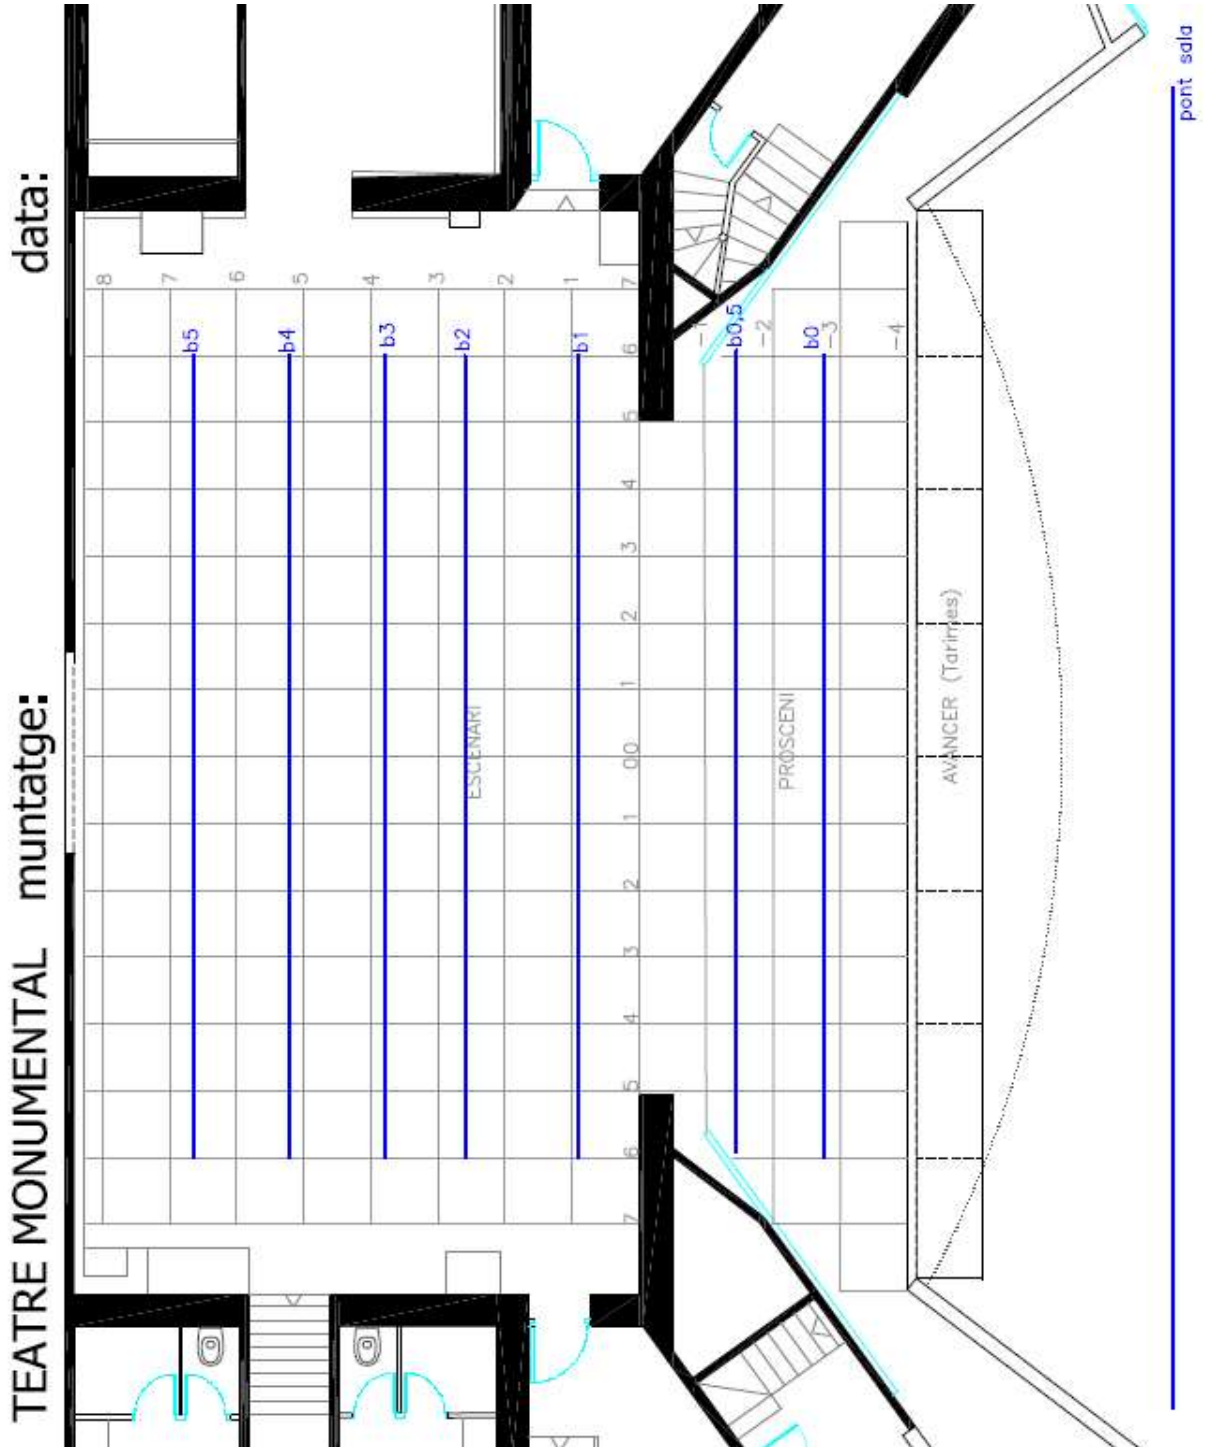 TEATRE MONUMENTAL muntatge: data:
8
7
b5
6
b4
5
4
b3
3
b2
ESCENARI
2
1
b1
7 6 5 4 3 2 1 00 1 2 3 4 5 6 7
-1
b0,5
-2
PROSCENI
b0
-3
-4
AVANCER (Tarimes)
pont sala